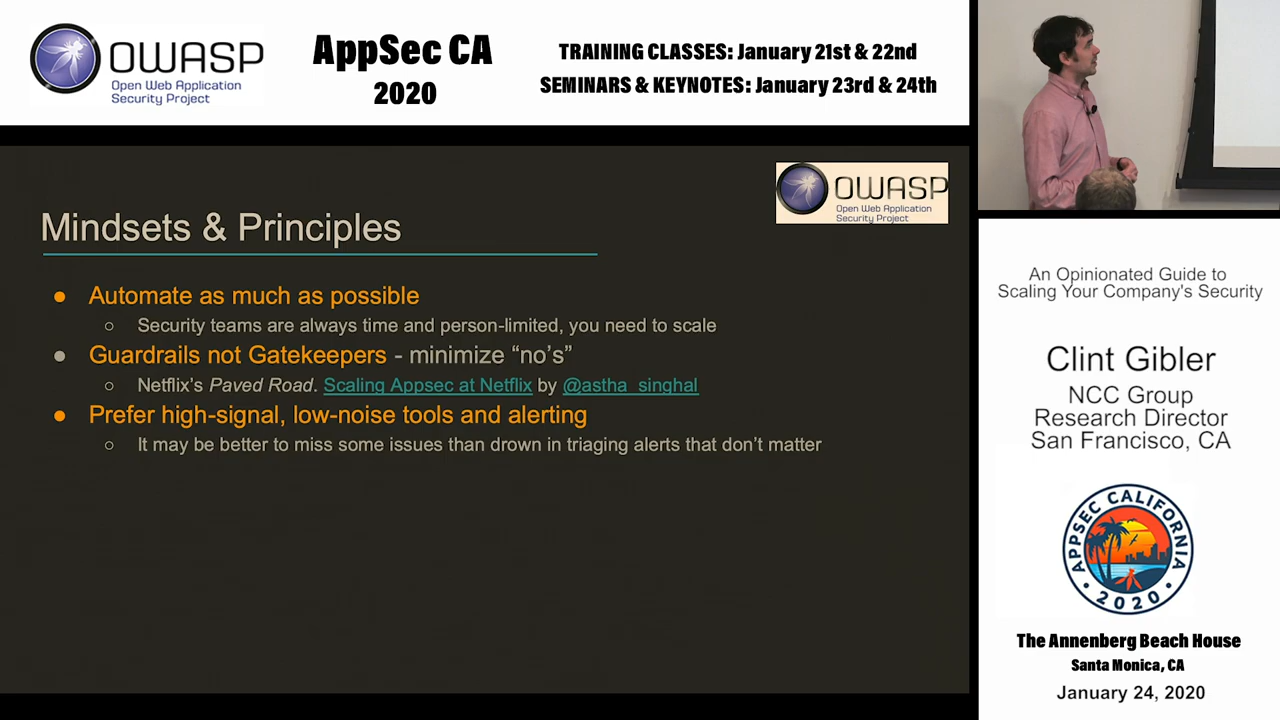 OWASP
Open Web Application
Security Project
AppSec CA
2020
TRAINING CLASSES: January 21st & 22nd
SEMINARS & KEYNOTES: January 23rd & 24th
OWASP
Open Web Application
Security Project
Mindsets & Principles
● Automate as much as possible
○ Security teams are always time and person-limited, you need to scale
● Guardrails not Gatekeepers - minimize “no’s”
○ Netflix’s Paved Road. Scaling Appsec at Netflix by @astha_singhal
● Prefer high-signal, low-noise tools and alerting
○ It may be better to miss some issues than drown in triaging alerts that don’t matter
An Opinionated Guide to
Scaling Your Company's Security
Clint Gibler
NCC Group
Research Director
San Francisco, CA
APPSEC CALIFORNIA
• 2020 •
The Annenberg Beach House
Santa Monica, CA
January 24, 2020